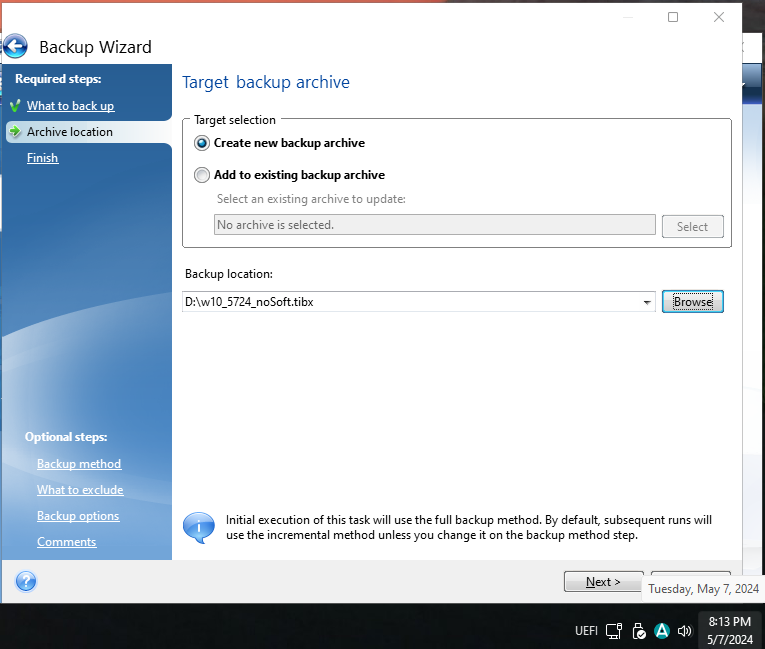 Backup Wizard
Required steps:
What to back up
Archive location
Finish
Target backup archive
Target selection
Create new backup archive
Add to existing backup archive
Select an existing archive to update:
No archive is selected.
Select
Backup location:
D:\w10_5724_noSoft.tibx
Browse
Optional steps:
Backup method
What to exclude
Backup options
Comments
Initial execution of this task will use the full backup method. By default, subsequent runs will
use the incremental method unless you change it on the backup method step.
Next >
Tuesday, May 7, 2024
UEFI
8:13 PM
5/7/2024